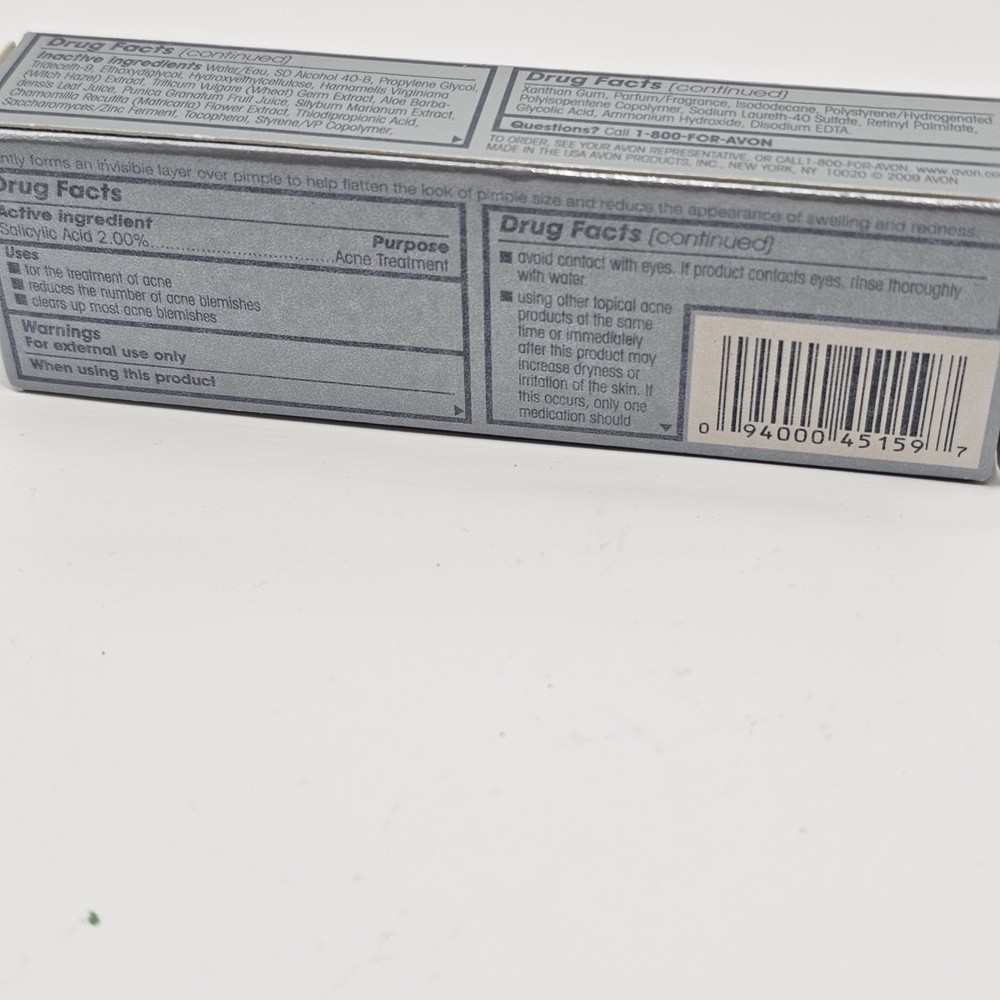 Drug Facts (continued)
Inactive Ingredients Water/Eau, SD Alcohol 40-B, Propylene Glycol,
Trideceth-9, Ethoxydiglycol, Hydroxyethylcellulose, Hamamelis Virginiana
(Witch Hazel) Extract, Triticum Vulgare (Wheat) Germ Extract, Aloe Barba-
densis Leaf Juice, Punica Granatum Fruit Juice, Silybum Marianum Extract,
Chamomilla Recutita (Matricaria) Flower Extract, Thiodipropionic Acid,
Saccharomyces/Zinc Ferment, Tocopherol, Styrene/VP Copolymer,
Drug Facts (continued)
Xanthan Gum, Parfum/Fragrance, Isododecane, Polystyrene/Hydrogenated
Polyisopentene Copolymer, Sodium Laureth-40 Sulfate, Retinyl Palmitate,
Glycolic Acid, Ammonium Hydroxide, Disodium EDTA.
Questions? Call 1-800-FOR-AVON
TO ORDER, SEE YOUR AVON REPRESENTATIVE, OR CALL 1-800-FOR-AVON. www.avon.co
MADE IN THE USA AVON PRODUCTS, INC., NEW YORK, NY 10020 © 2009 AVON
ntly forms an invisible layer over pimple to help flatten the look of pimple size and reduce the appearance of swelling and redness.
Drug Facts
Active ingredient Purpose
Salicylic Acid 2.00%..............................Acne Treatment
Uses
■ for the treatment of acne
■ reduces the number of acne blemishes
■ clears up most acne blemishes
Warnings
For external use only
When using this product
Drug Facts (continued)
■ avoid contact with eyes. If product contacts eyes, rinse thoroughly
with water.
■ using other topical acne
products at the same
time or immediately
after this product may
increase dryness or
irritation of the skin. If
this occurs, only one
medication should
0 94000 45159 7